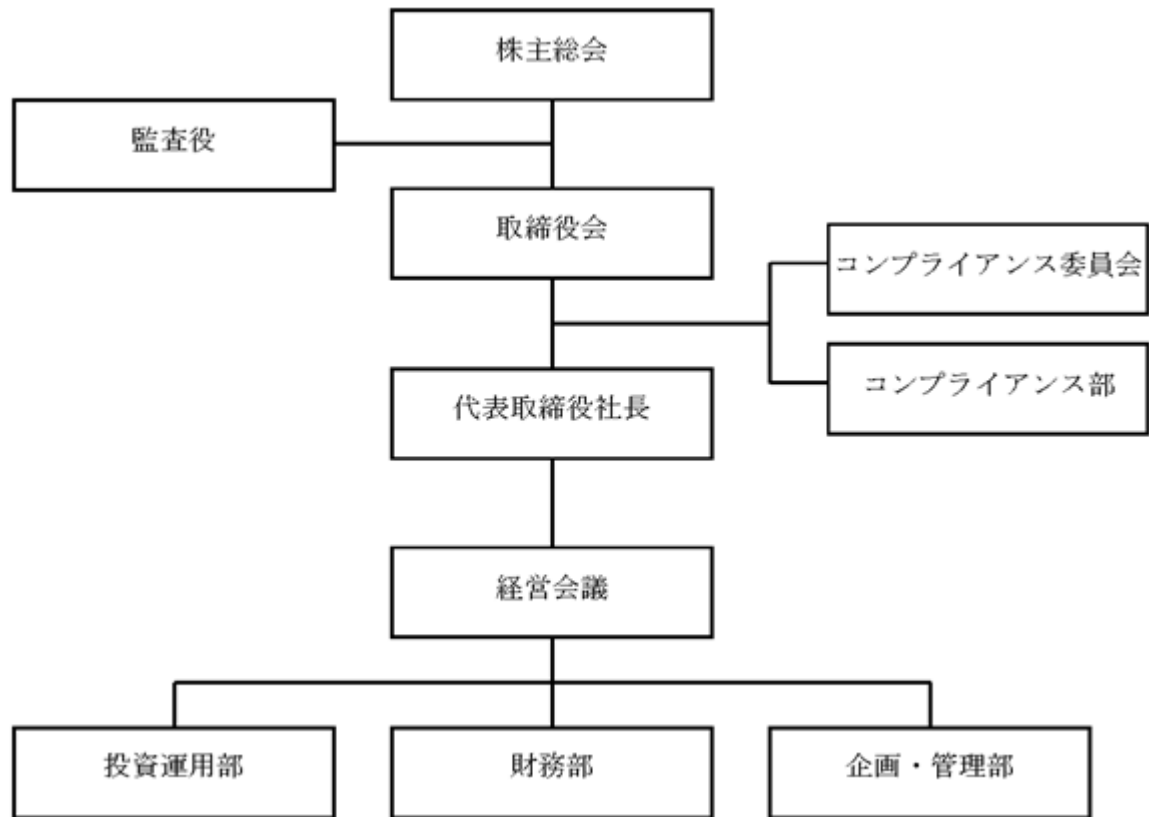 株主総会
監査役
取締役会
コンプライアンス委員会
コンプライアンス部
代表取締役社長
経営会議
投資運用部
財務部
企画・管理部